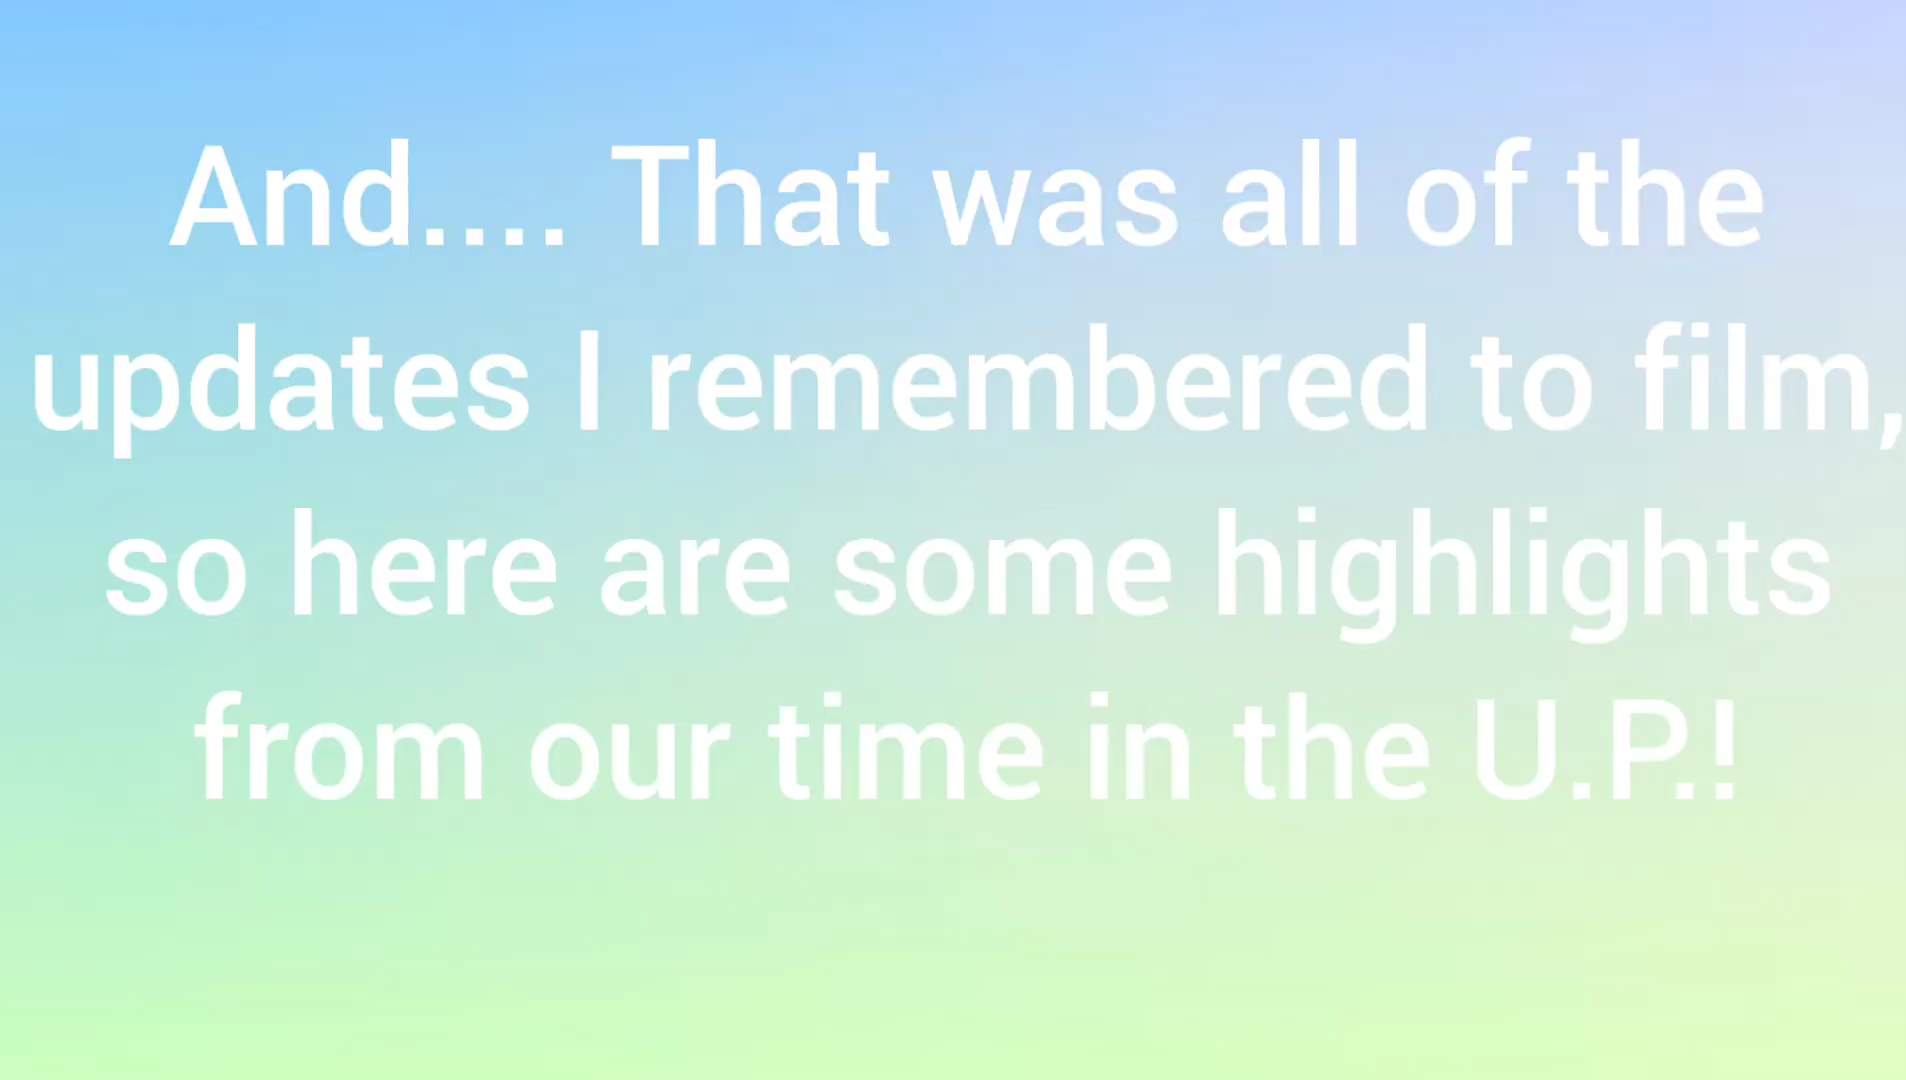 And.... That was all of the
updates I remembered to film,
so here are some highlights
from our time in the U.P.!